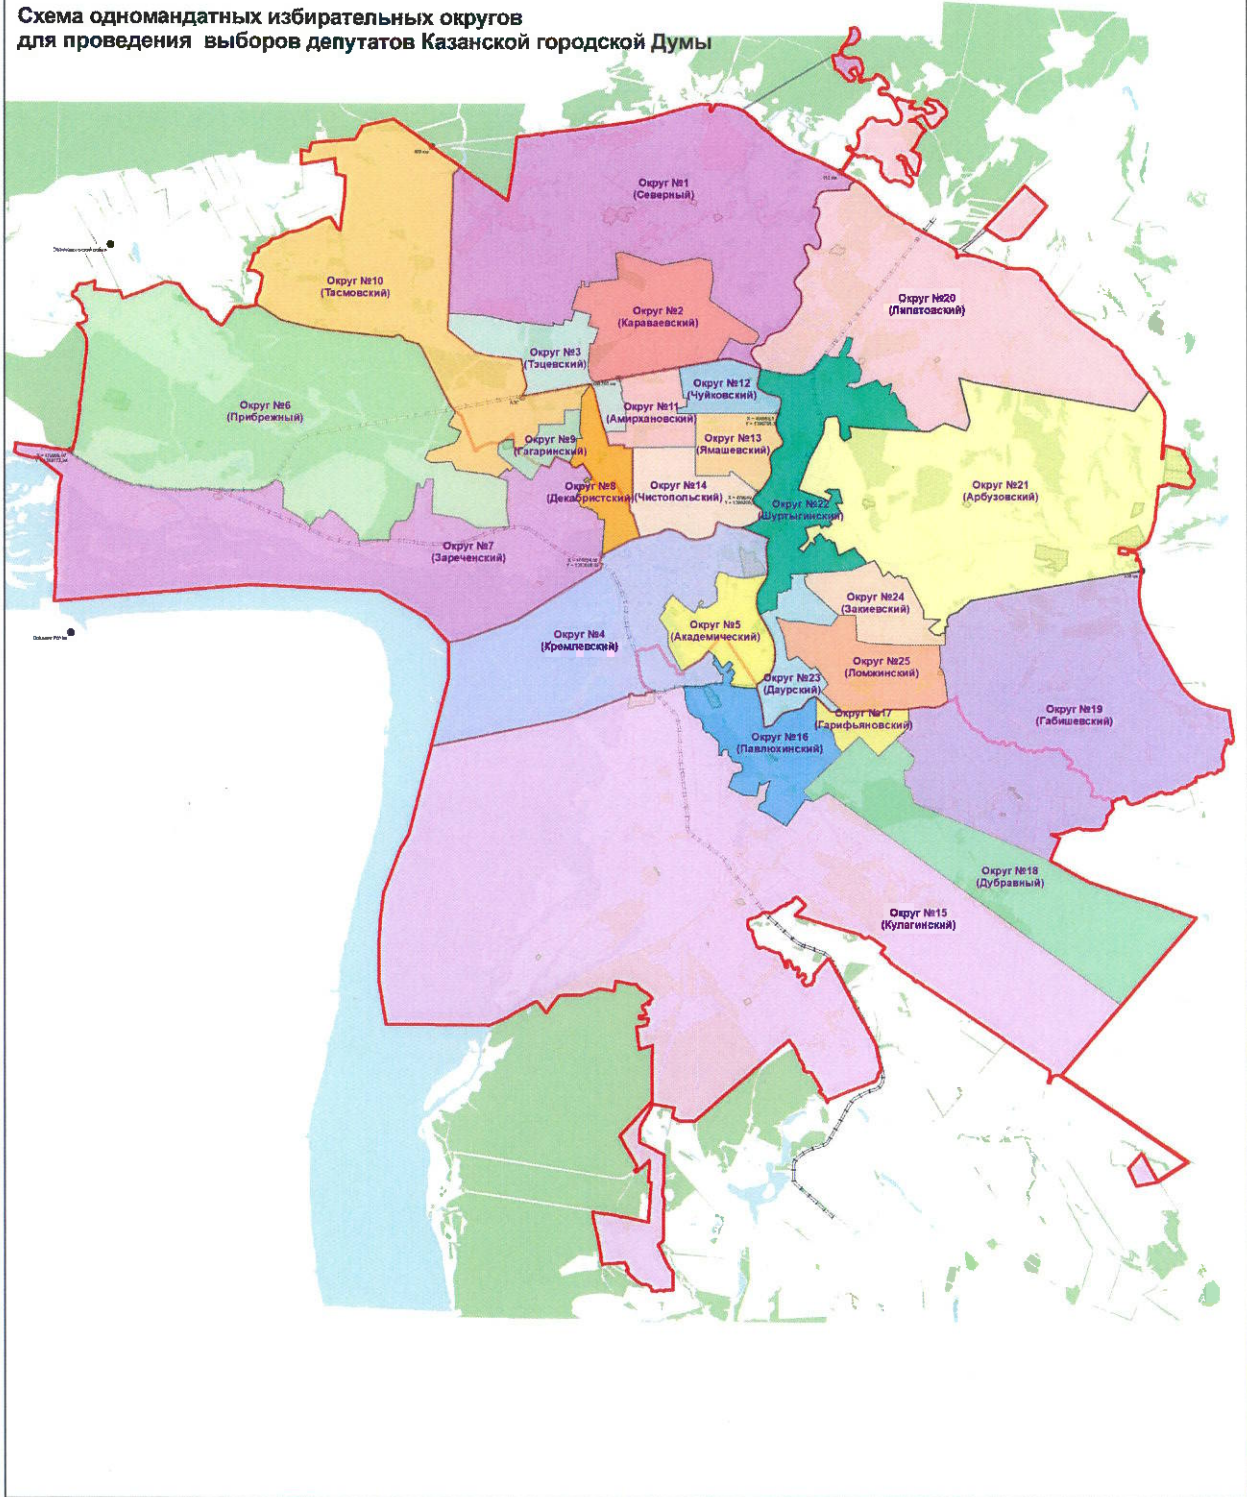 Схема одномандатных избирательных округов
для проведения выборов депутатов Казанской городской Думы
Округ №1
(Северный)
Округ №10
(Тасмовский)
Округ №20
(Липатовский)
Округ №2
(Караваевский)
Округ №3
(Тэцевский)
Округ №12
(Чуйковский)
Округ №6
(Прибрежный)
Округ №11
(Амирхановский)
Округ №9
(Гагаринский)
Округ №13
(Ямашевский)
Округ №8
(Декабристский)
Округ №14
(Чистопольский)
Округ №21
(Арбузовский)
Округ №22
(Шуртыгинский)
Округ №7
(Зареченский)
Округ №24
(Закиевский)
Округ №4
(Кремлевский)
Округ №5
(Академический)
Округ №25
(Ломжинский)
Округ №23
(Даурский)
Округ №17
(Гарифьяновский)
Округ №19
(Габишевский)
Округ №16
(Павлюхинский)
Округ №18
(Дубравный)
Округ №15
(Кулагинский)